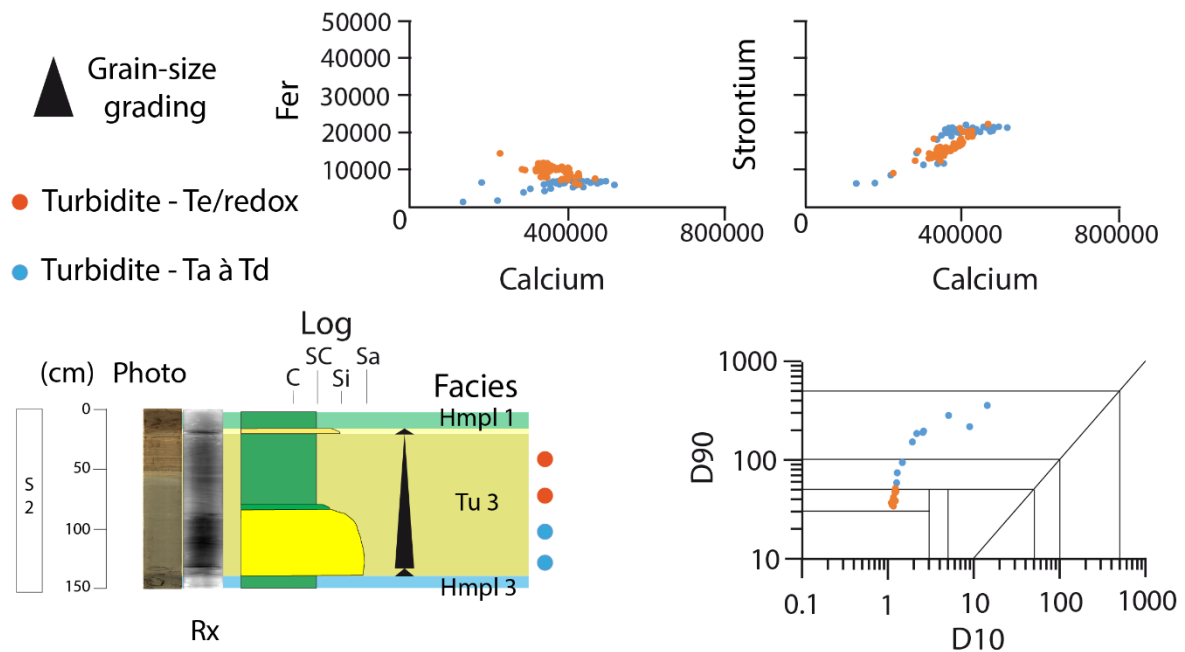 Grain-size
grading
Turbidite - Te/redox
Turbidite - Ta à Td
50000
40000
30000
20000
10000
0
400000
800000
Fer
Calcium
Strontium
0
400000
800000
Calcium
Log
(cm)
Photo
C
SC
Si
Sa
Facies
S
2
0
50
100
150
Hmpl 1
Tu 3
Hmpl 3
Rx
1000
100
10
D90
0.1
1
10
100
1000
D10